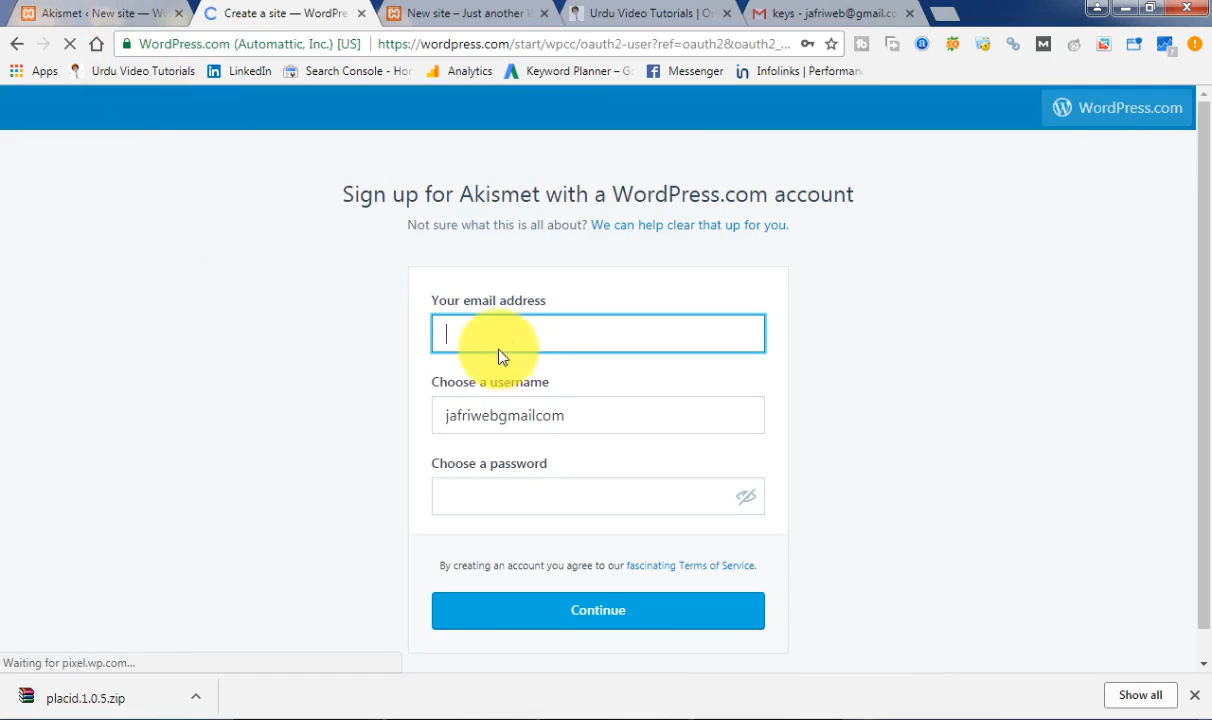 Akismet ‹ New site — W
Create a site — WordPre
New site – Just another
Urdu Video Tutorials | O
keys - jafriweb@gmail.cc
WordPress.com (Automattic, Inc.) [US]
https://wordpress.com/start/wpcc/oauth2-user?ref=oauth2&oauth2_...
Apps
Urdu Video Tutorials
LinkedIn
Search Console - Hor
Analytics
Keyword Planner – G
Messenger
Infolinks | Performan
WordPress.com
Sign up for Akismet with a WordPress.com account
Not sure what this is all about? We can help clear that up for you.
Your email address
Choose a username
jafriwebgmailcom
Choose a password
By creating an account you agree to our fascinating Terms of Service.
Continue
Waiting for pixel.wp.com...
placid.1.0.5.zip
Show all